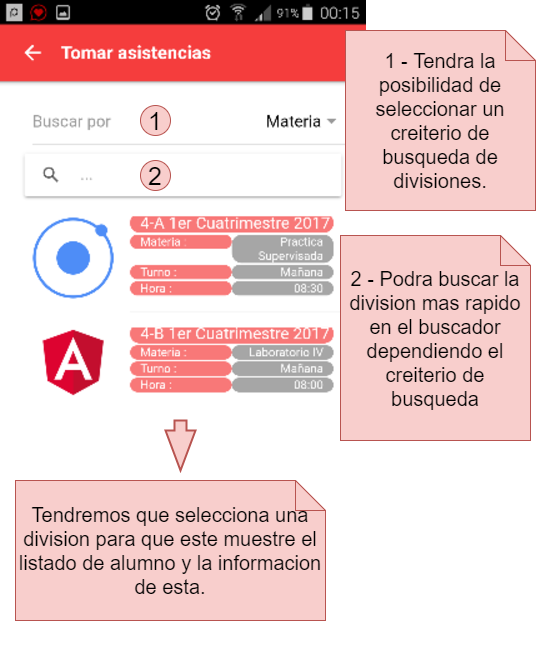 91% 00:15
Tomar asistencias
Buscar por
1
Materia
2
...
4-A 1er Cuatrimestre 2017
Materia : Practica
Supervisada
Turno : Mañana
Hora : 08:30
4-B 1er Cuatrimestre 2017
Materia : Laboratorio IV
Turno : Mañana
Hora : 08:00
1 - Tendra la
posibilidad de
seleccionar un
creiterio de
busqueda de
divisiones.
2 - Podra buscar la
division mas rapido
en el buscador
dependiendo el
creiterio de
busqueda
Tendremos que selecciona una
division para que este muestre el
listado de alumno y la informacion
de esta.